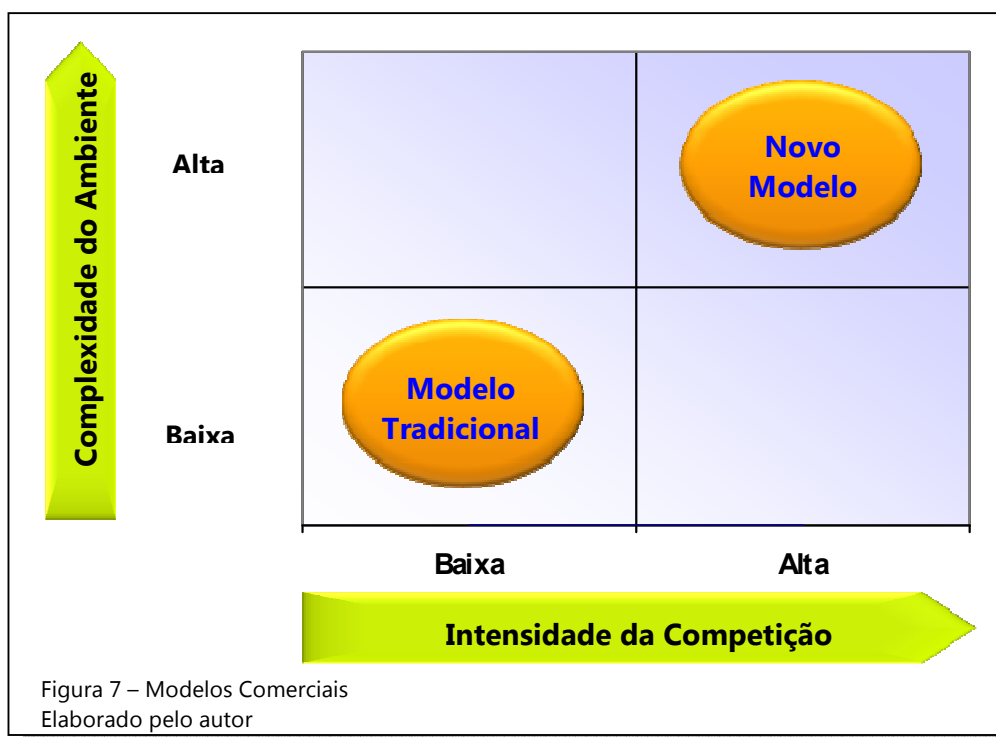 Complexidade do Ambiente
Alta
Novo
Modelo
Baixa
Modelo
Tradicional
Baixa
Alta
Intensidade da Competição
Figura 7 – Modelos Comerciais
Elaborado pelo autor